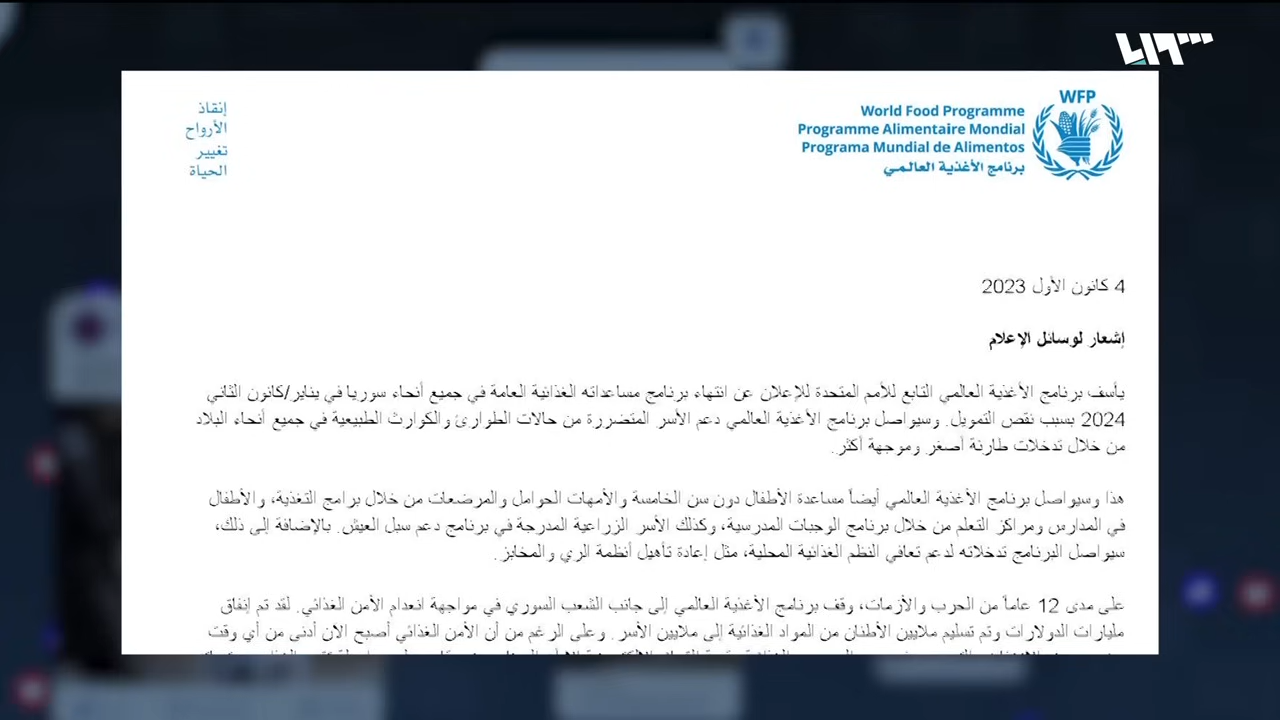 LIT
إنقاذ
الأرواح
تغيير
الحياة
WFP
World Food Programme
Programme Alimentaire Mondial
Programa Mundial de Alimentos
برنامج الأغذية العالمي
4 كانون الأول 2023
إشعار لوسائل الإعلام
يأسف برنامج الأغذية العالمي التابع للأمم المتحدة للإعلان عن انتهاء برنامج مساعداته الغذائية العامة في جميع أنحاء سوريا في يناير/كانون الثاني
2024 بسبب نقص التمويل. وسيواصل برنامج الأغذية العالمي دعم الأسر المتضررة من حالات الطوارئ والكوارث الطبيعية في جميع أنحاء البلاد
من خلال تدخلات طارئة أصغر وموجهة أكثر.
هذا وسيواصل برنامج الأغذية العالمي أيضاً مساعدة الأطفال دون سن الخامسة والأمهات الحوامل والمرضعات من خلال برامج التغذية، والأطفال
في المدارس ومراكز التعلم من خلال برنامج الوجبات المدرسية، وكذلك الأسر الزراعية المدرجة في برنامج دعم سبل العيش. بالإضافة إلى ذلك،
سيواصل البرنامج تدخلاته لدعم تعافي النظم الغذائية المحلية، مثل إعادة تأهيل أنظمة الري والمخابز.
على مدى 12 عاماً من الحرب والأزمات، وقف برنامج الأغذية العالمي إلى جانب الشعب السوري في مواجهة انعدام الأمن الغذائي. لقد تم إنفاق
مليارات الدولارات وتم تسليم ملايين الأطنان من المواد الغذائية إلى ملايين الأسر. وعلى الرغم من أن الأمن الغذائي أصبح الآن أدنى من أي وقت